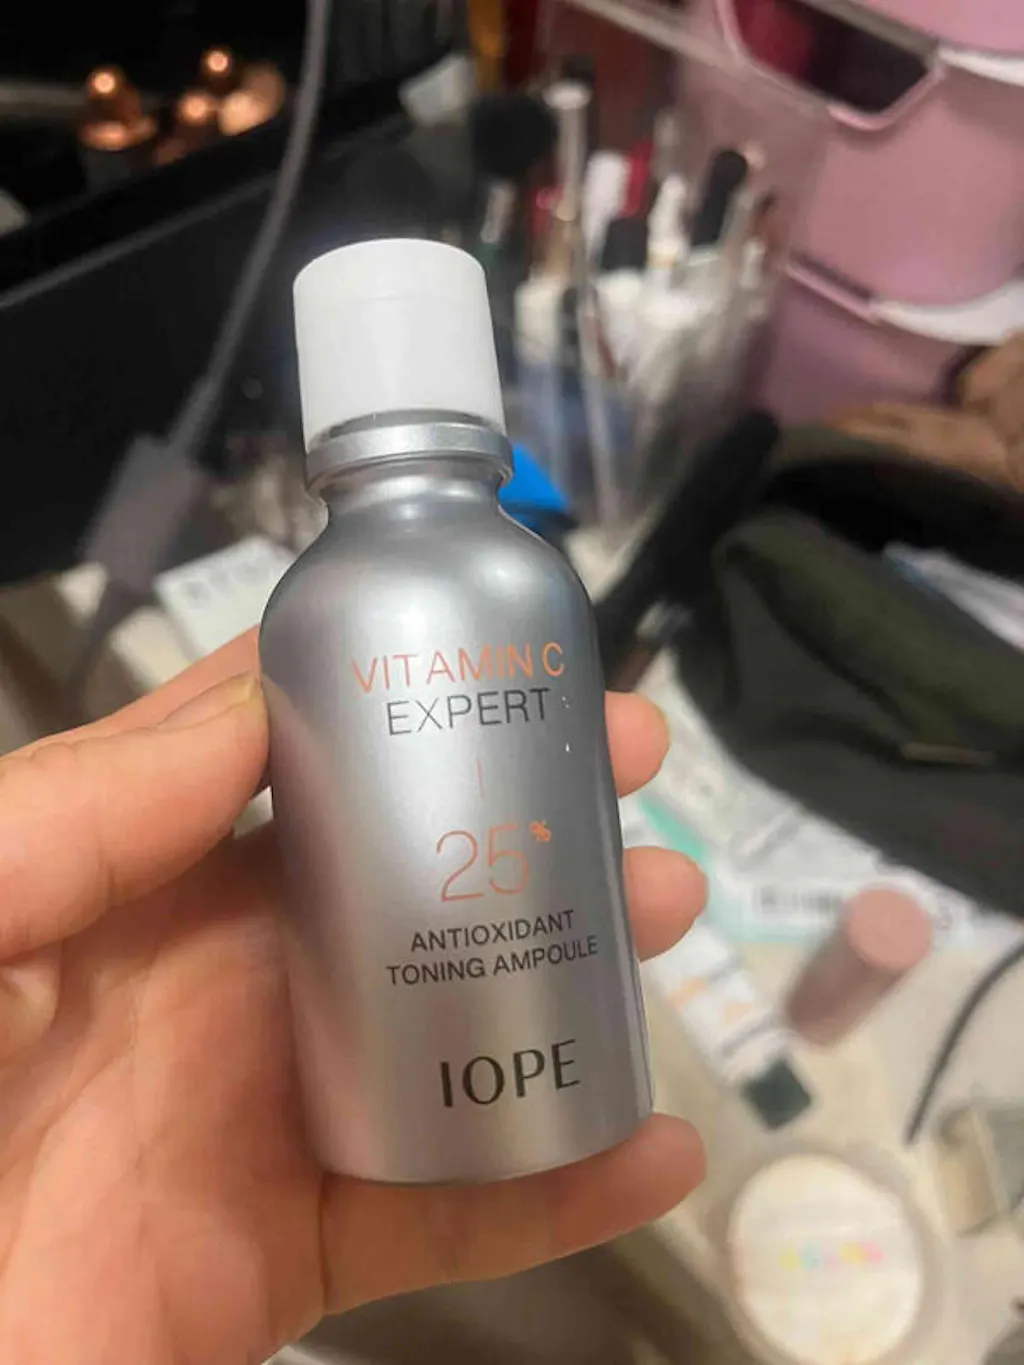 VITAMIN C
EXPERT
25%
ANTIOXIDANT
TONING AMPOULE
IOPE